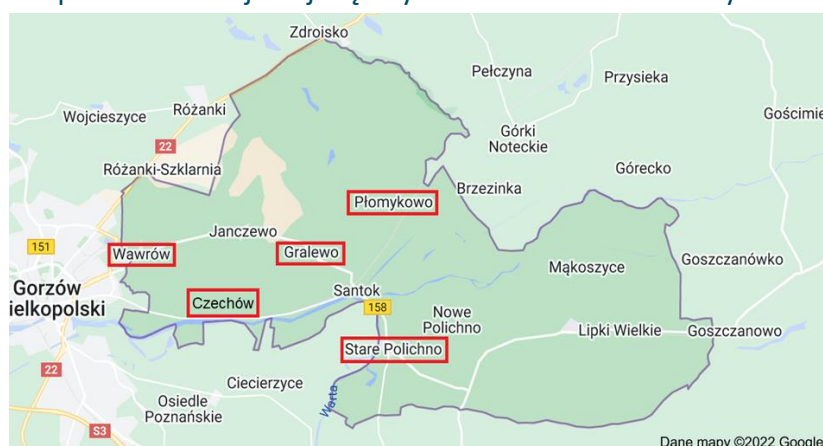 Zdroisko
Pełczyna
Przysieka
Wojcieszyce
Różanki
Gościmie
22
Górki
Noteckie
Różanki-Szklarnia
Górecko
Brzezinka
Płomykowo
Janczewo
151
Wawrów
Gralewo
Goszczanówko
Mąkoszyce
Gorzów
ielkopolski
Czechów
Santok
158
Nowe
Polichno
Lipki Wielkie
Goszczanowo
Stare Polichno
22
Ciecierzyce
Warta
Osiedle
Poznańskie
S3
Dane mapy ©2022 Google